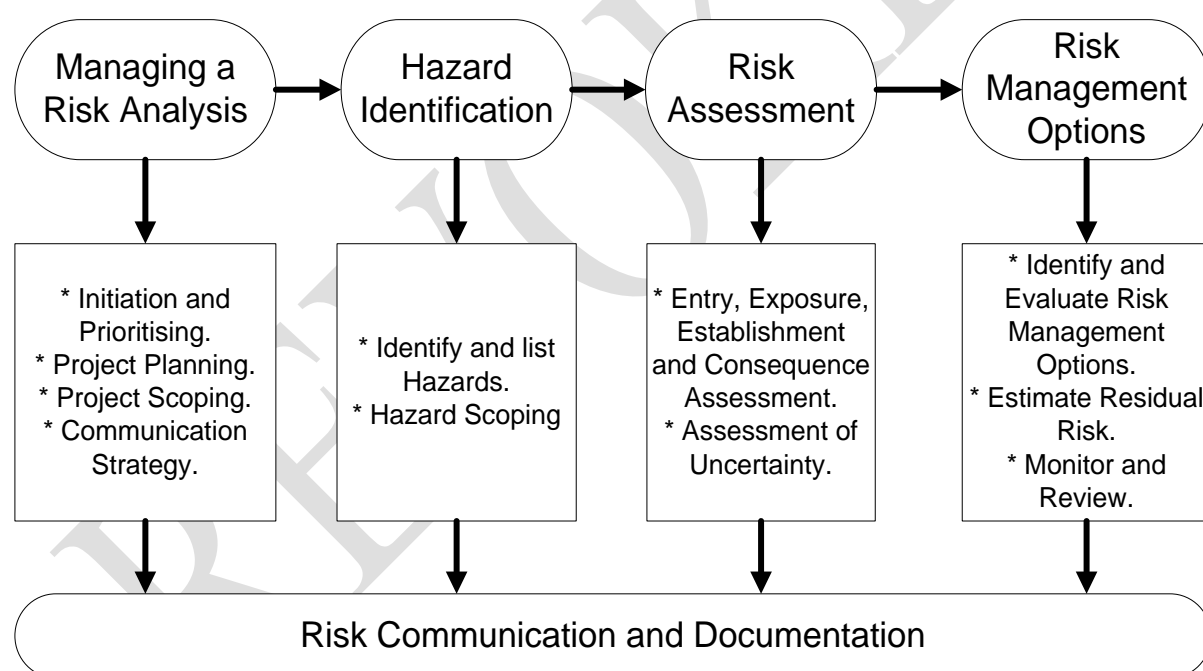 Managing a
Risk Analysis
Hazard
Identification
Risk
Assessment
Risk
Management
Options
* Initiation and
Prioritising.
* Project Planning.
* Project Scoping.
* Communication
Strategy.
* Identify and list
Hazards.
* Hazard Scoping
* Entry, Exposure,
Establishment
and Consequence
Assessment.
* Assessment of
Uncertainty.
* Identify and
Evaluate Risk
Management
Options.
* Estimate Residual
Risk.
* Monitor and
Review.
Risk Communication and Documentation